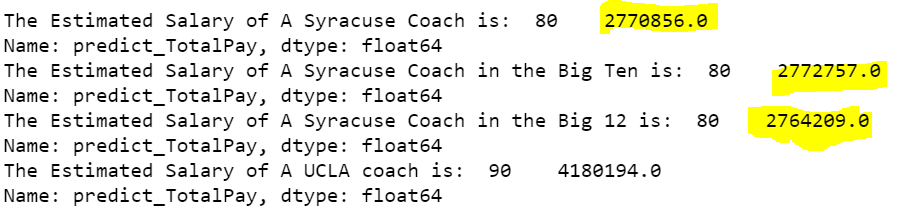 The Estimated Salary of A Syracuse Coach is:  80    2770856.0
Name: predict_TotalPay, dtype: float64
The Estimated Salary of A Syracuse Coach in the Big Ten is:  80    2772757.0
Name: predict_TotalPay, dtype: float64
The Estimated Salary of A Syracuse Coach in the Big 12 is:  80    2764209.0
Name: predict_TotalPay, dtype: float64
The Estimated Salary of A UCLA coach is:  90    4180194.0
Name: predict_TotalPay, dtype: float64